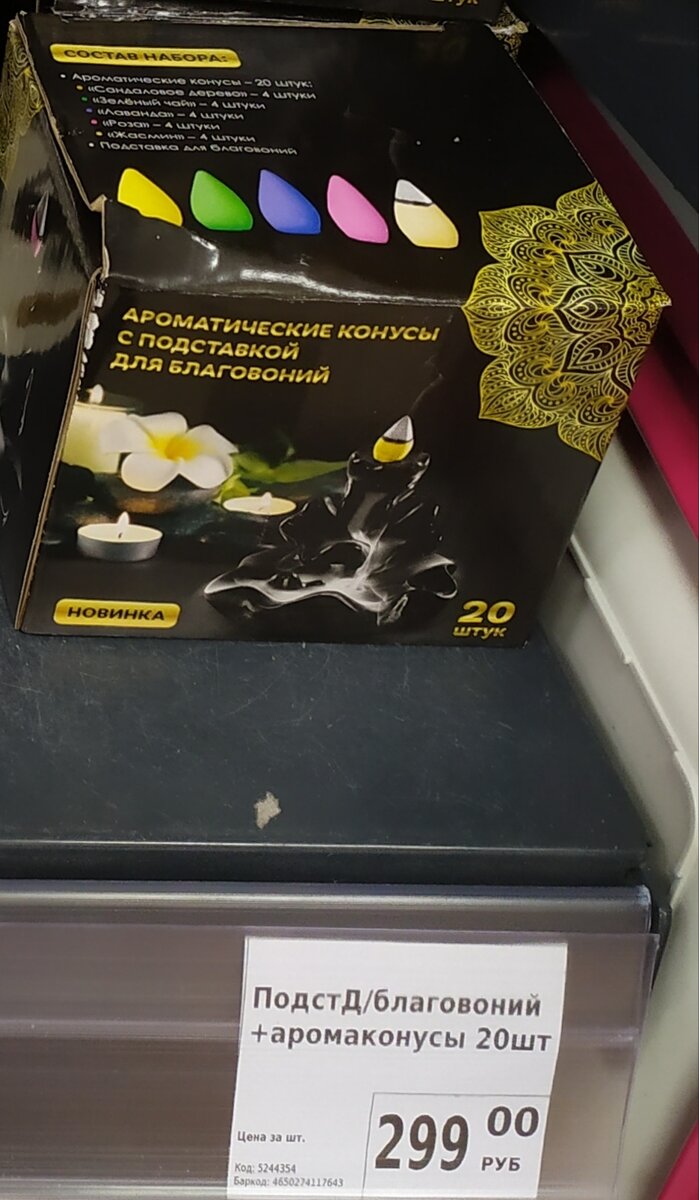 штук
СОСТАВ НАБОРА:
• Ароматические конусы – 20 штук:
• «Сандаловое дерево» – 4 штуки
• «Зелёный чай» – 4 штуки
• «Лаванда» – 4 штуки
• «Роза» – 4 штуки
• «Жасмин» – 4 штуки
• Подставка для благовоний
АРОМАТИЧЕСКИЕ КОНУСЫ
С ПОДСТАВКОЙ
ДЛЯ БЛАГОВОНИЙ
НОВИНКА
20
штук
ПодстД/благовоний
+аромаконусы 20шт
Цена за шт.
299 00
РУБ
Код: 5244354
Баркод: 4650274117643